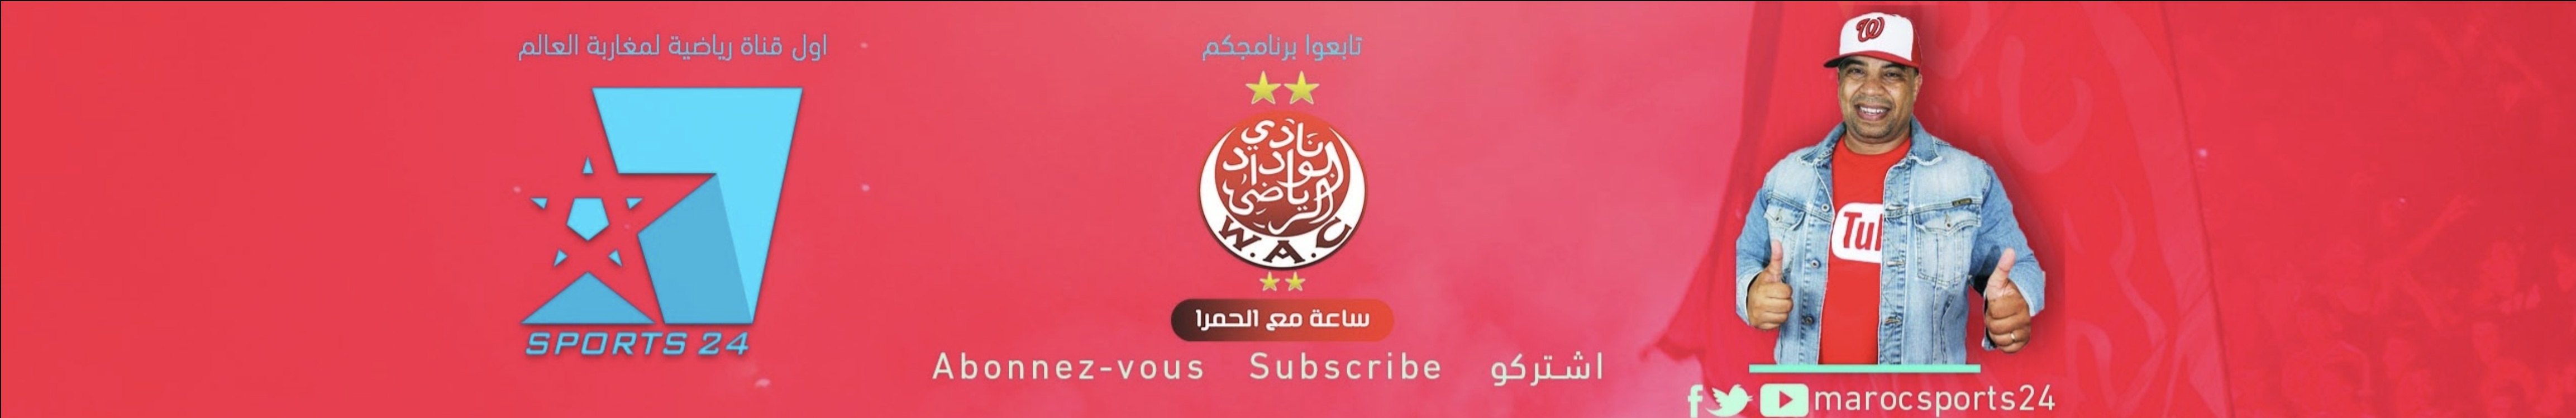 اول قناة رياضية لمغاربة العالم
SPORTS 24
تابعوا برنامجكم
نادي
الوداد
الرياضي
W.A.C
ساعة مع الحمرا
Abonnez-vous Subscribe اشتركو
W
Tub
marocsports24